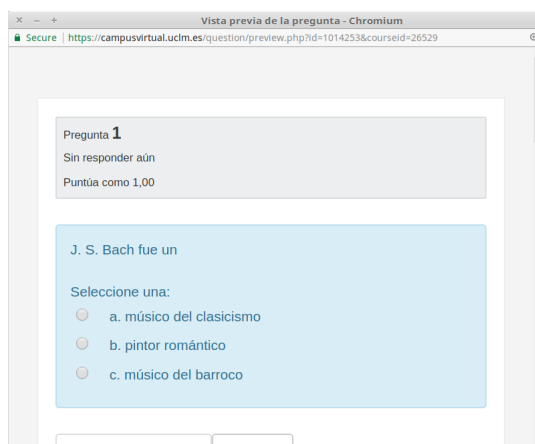 Vista previa de la pregunta - Chromium
Secure | https://campusvirtual.uclm.es/question/preview.php?id=1014253&courseid=26529
Pregunta 1
Sin responder aún
Puntúa como 1,00
J. S. Bach fue un
Seleccione una:
a. músico del clasicismo
b. pintor romántico
c. músico del barroco